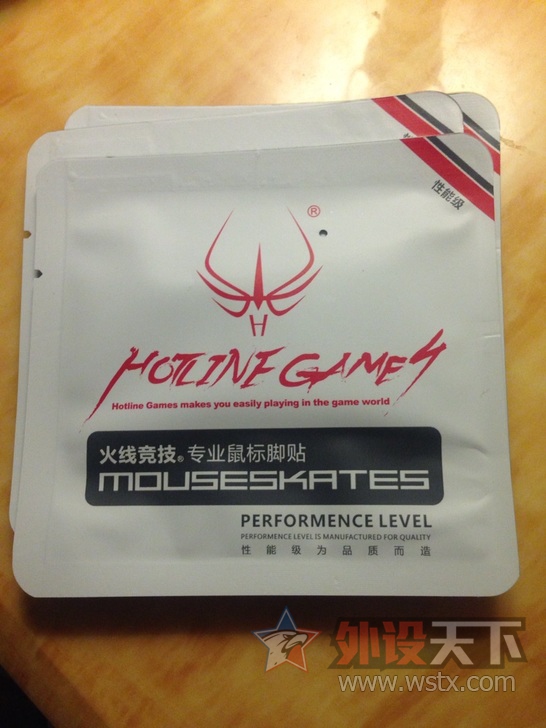 性能级
®
H
HOTLINE GAMES
Hotline Games makes you easily playing in the game world
火线竞技® 专业鼠标脚贴
MOUSESKATES
PERFORMENCE LEVEL
PERFORMENCE LEVEL IS MANUFACTURED FOR QUALITY
性能级为品质而造
外设天下
www.wstx.com